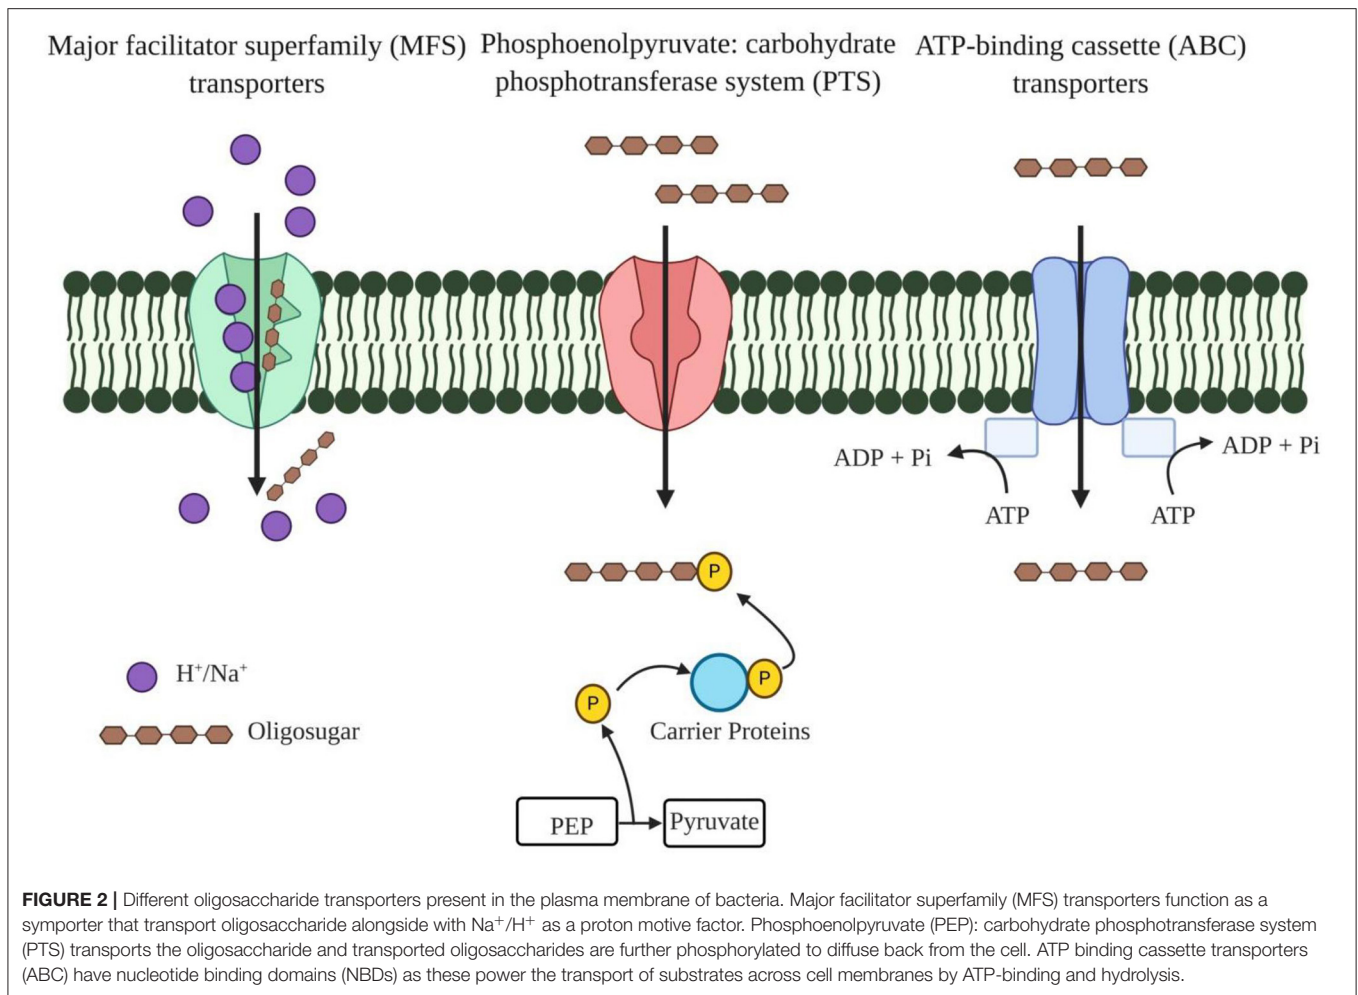 Major facilitator superfamily (MFS)
transporters
Phosphoenolpyruvate: carbohydrate
phosphotransferase system (PTS)
ATP-binding cassette (ABC)
transporters
ADP + Pi
ATP
ADP + Pi
ATP
P
P
P
Carrier Proteins
H⁺/Na⁺
Oligosugar
PEP
Pyruvate
FIGURE 2 | Different oligosaccharide transporters present in the plasma membrane of bacteria. Major facilitator superfamily (MFS) transporters function as a
symporter that transport oligosaccharide alongside with Na⁺/H⁺ as a proton motive factor. Phosphoenolpyruvate (PEP): carbohydrate phosphotransferase system
(PTS) transports the oligosaccharide and transported oligosaccharides are further phosphorylated to diffuse back from the cell. ATP binding cassette transporters
(ABC) have nucleotide binding domains (NBDs) as these power the transport of substrates across cell membranes by ATP-binding and hydrolysis.